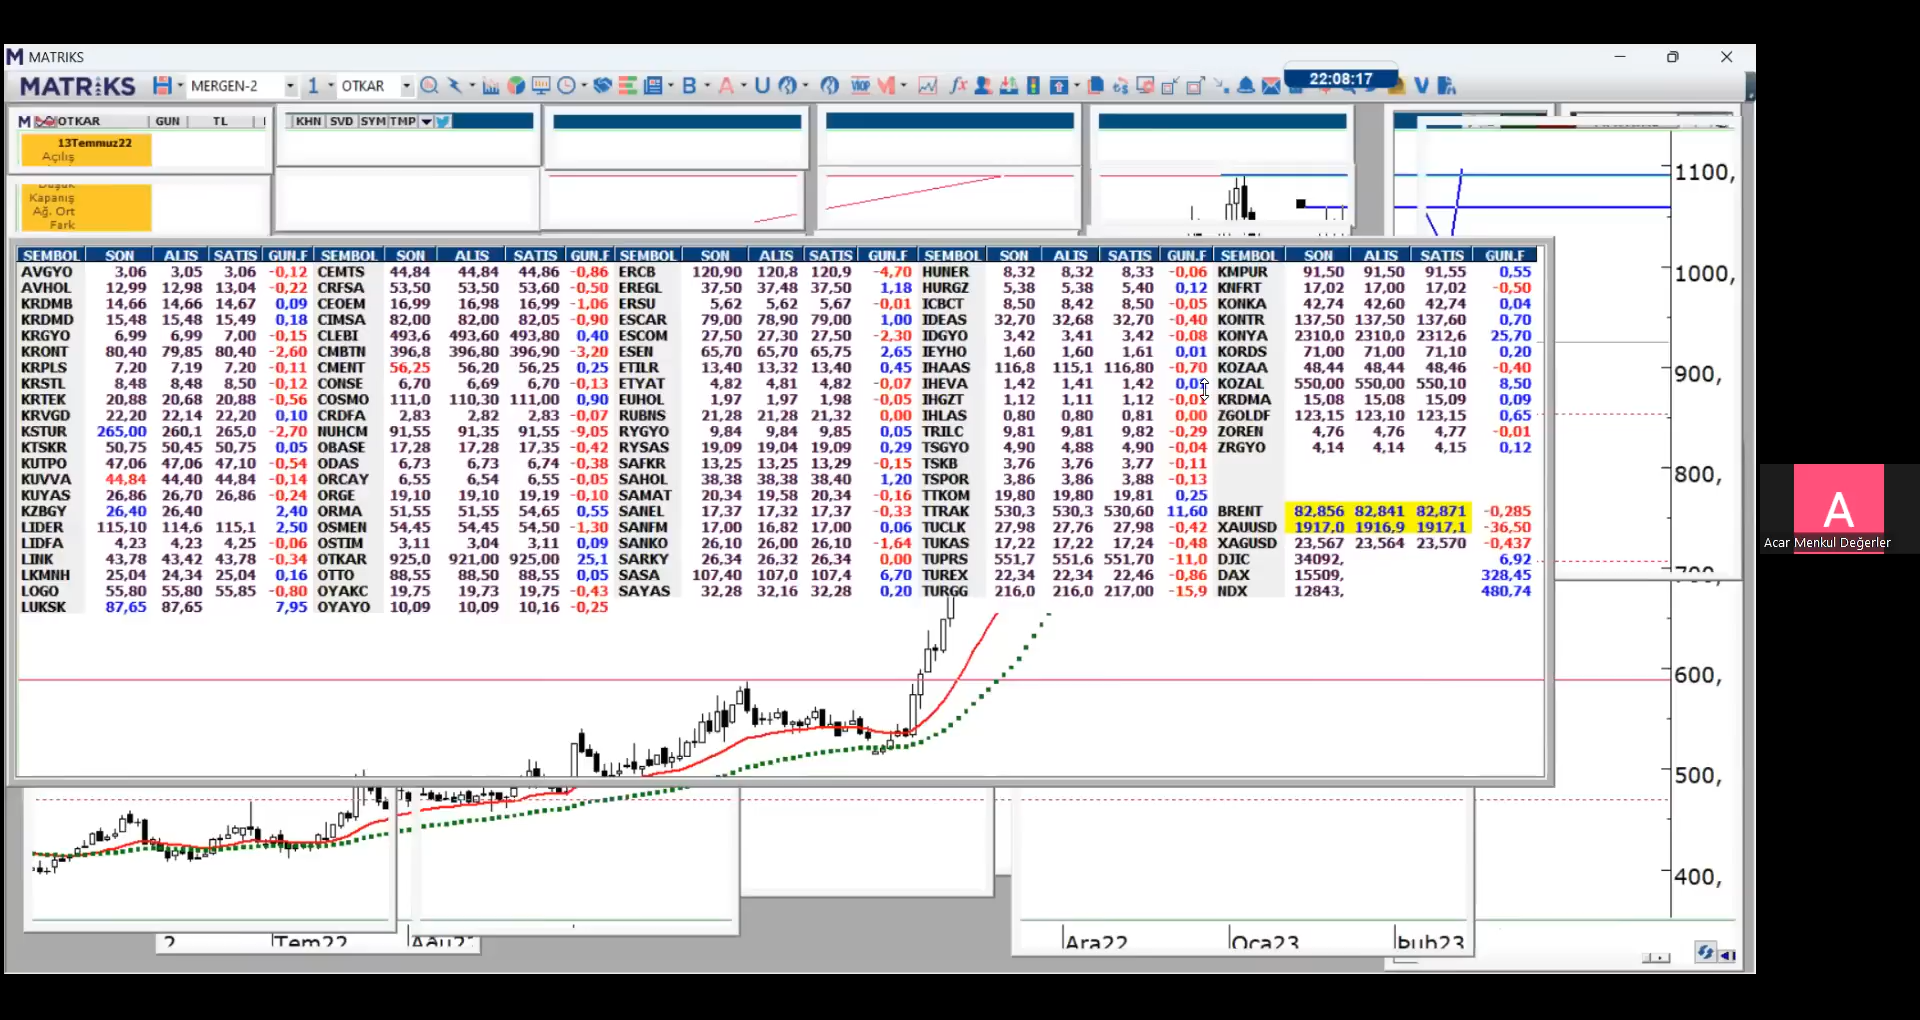 MATRIKS
MATRIKS MERGEN-2 1 OTKAR B A U VIOP M fx V 22:08:17
M OTKAR GUN TL
KHN SVD SYM TMP
13Temmuz22
Açılış
Kapanış
Ağ. Ort
Fark
SEMBOL SON ALIS SATIS GUN.F SEMBOL SON ALIS SATIS GUN.F SEMBOL SON ALIS SATIS GUN.F SEMBOL SON ALIS SATIS GUN.F SEMBOL SON ALIS SATIS GUN.F
AVGYO 3,06 3,05 3,06 -0,12 CEMTS 44,84 44,84 44,86 -0,86 ERCB 120,90 120,8 120,9 -4,70 HUNER 8,32 8,32 8,33 -0,06 KMPUR 91,50 91,50 91,55 0,55
AVHOL 12,99 12,98 13,04 -0,22 CRFSA 53,50 53,50 53,60 -0,50 EREGL 37,50 37,48 37,50 1,18 HURGZ 5,38 5,38 5,40 0,12 KNFRT 17,02 17,00 17,02 -0,50
KRDMB 14,66 14,66 14,67 0,09 CEOEM 16,99 16,98 16,99 -1,06 ERSU 5,62 5,62 5,67 -0,01 ICBCT 8,50 8,42 8,50 -0,05 KONKA 42,74 42,60 42,74 0,04
KRDMD 15,48 15,48 15,49 0,18 CIMSA 82,00 82,00 82,05 -0,90 ESCAR 79,00 78,90 79,00 1,00 IDEAS 32,70 32,68 32,70 -0,40 KONTR 137,50 137,50 137,60 0,70
KRGYO 6,99 6,99 7,00 -0,15 CLEBI 493,6 493,60 493,80 0,40 ESCOM 27,50 27,30 27,50 -2,30 IDGYO 3,42 3,41 3,42 -0,08 KONYA 2310,0 2310,0 2312,6 25,70
KRONT 80,40 79,85 80,40 -2,60 CMBTN 396,8 396,80 396,90 -3,20 ESEN 65,70 65,70 65,75 2,65 IEYHO 1,60 1,60 1,61 0,01 KORDS 71,00 71,00 71,10 0,20
KRPLS 7,20 7,19 7,20 -0,11 CMENT 56,25 56,20 56,25 0,25 ETILR 13,40 13,32 13,40 0,45 IHAAS 116,8 115,1 116,80 -0,70 KOZAA 48,44 48,44 48,46 -0,40
KRSTL 8,48 8,48 8,50 -0,12 CONSE 6,70 6,69 6,70 -0,13 ETYAT 4,82 4,81 4,82 -0,07 IHEVA 1,42 1,41 1,42 KOZAL 550,00 550,00 550,10 8,50
KRTEK 20,88 20,68 20,88 -0,56 COSMO 111,0 110,30 111,00 0,90 EUHOL 1,97 1,97 1,98 -0,05 IHGZT 1,12 1,11 1,12 -0,01 KRDMA 15,08 15,08 15,09 0,09
KRVGD 22,20 22,14 22,20 0,10 CRDFA 2,83 2,82 2,83 -0,07 RUBNS 21,28 21,28 21,32 0,00 IHLAS 0,80 0,80 0,81 0,00 ZGOLDF 123,15 123,10 123,15 0,65
KSTUR 265,00 260,1 265,0 -2,70 NUHCM 91,55 91,35 91,55 -9,05 RYGYO 9,84 9,84 9,85 0,05 TRILC 9,81 9,81 9,82 -0,29 ZOREN 4,76 4,76 4,77 -0,01
KTSKR 50,75 50,45 50,75 0,05 OBASE 17,28 17,28 17,35 -0,42 RYSAS 19,09 19,04 19,09 0,29 TSGYO 4,90 4,88 4,90 -0,04 ZRGYO 4,14 4,14 4,15 0,12
KUTPO 47,06 47,06 47,10 -0,54 ODAS 6,73 6,73 6,74 -0,38 SAFKR 13,25 13,25 13,29 -0,15 TSKB 3,76 3,76 3,77 -0,11
KUVVA 44,84 44,40 44,84 -0,14 ORCAY 6,55 6,54 6,55 -0,05 SAHOL 38,38 38,38 38,40 1,20 TSPOR 3,86 3,86 3,88 -0,13
KUYAS 26,86 26,70 26,86 -0,24 ORGE 19,10 19,10 19,19 -0,10 SAMAT 20,34 19,58 20,34 -0,16 TTKOM 19,80 19,80 19,81 0,25
KZBGY 26,40 26,40 2,40 ORMA 51,55 51,55 54,65 0,55 SANEL 17,37 17,32 17,37 -0,33 TTRAK 530,3 530,3 530,60 11,60 BRENT 82,856 82,841 82,871 -0,285
LIDER 115,10 114,6 115,1 2,50 OSMEN 54,45 54,45 54,50 -1,30 SANFM 17,00 16,82 17,00 0,06 TUCLK 27,98 27,76 27,98 -0,42 XAUUSD 1917,0 1916,9 1917,1 -36,50
LIDFA 4,23 4,23 4,25 -0,06 OSTIM 3,11 3,04 3,11 0,09 SANKO 26,10 26,00 26,10 -1,64 TUKAS 17,22 17,22 17,24 -0,48 XAGUSD 23,567 23,564 23,570 -0,437
LINK 43,78 43,42 43,78 -0,34 OTKAR 925,0 921,00 925,00 25,1 SARKY 26,34 26,32 26,34 0,00 TUPRS 551,7 551,6 551,70 -11,0 DJIC 34092, 6,92
LKMNH 25,04 24,34 25,04 0,16 OTTO 88,55 88,50 88,55 0,05 SASA 107,40 107,0 107,4 6,70 TUREX 22,34 22,34 22,46 -0,86 DAX 15509, 328,45
LOGO 55,80 55,80 55,85 -0,80 OYAKC 19,75 19,73 19,75 -0,43 SAYAS 32,28 32,16 32,28 0,20 TURGG 216,0 216,0 217,00 -15,9 NDX 12843, 480,74
LUKSK 87,65 87,65 7,95 OYAYO 10,09 10,09 10,16 -0,25
1100,
1000,
900,
800,
600,
500,
400,
2 Tem22 Ara22 Oca23
A
Acar Menkul Değerler